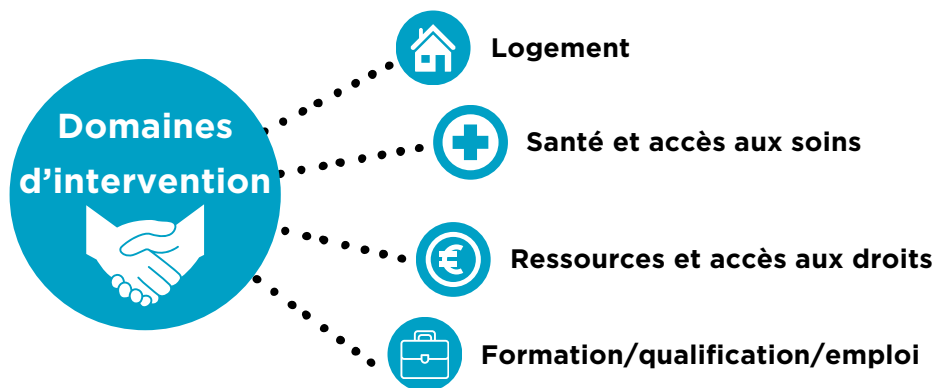 Domaines
d’intervention
Logement
Santé et accès aux soins
Ressources et accès aux droits
Formation/qualification/emploi